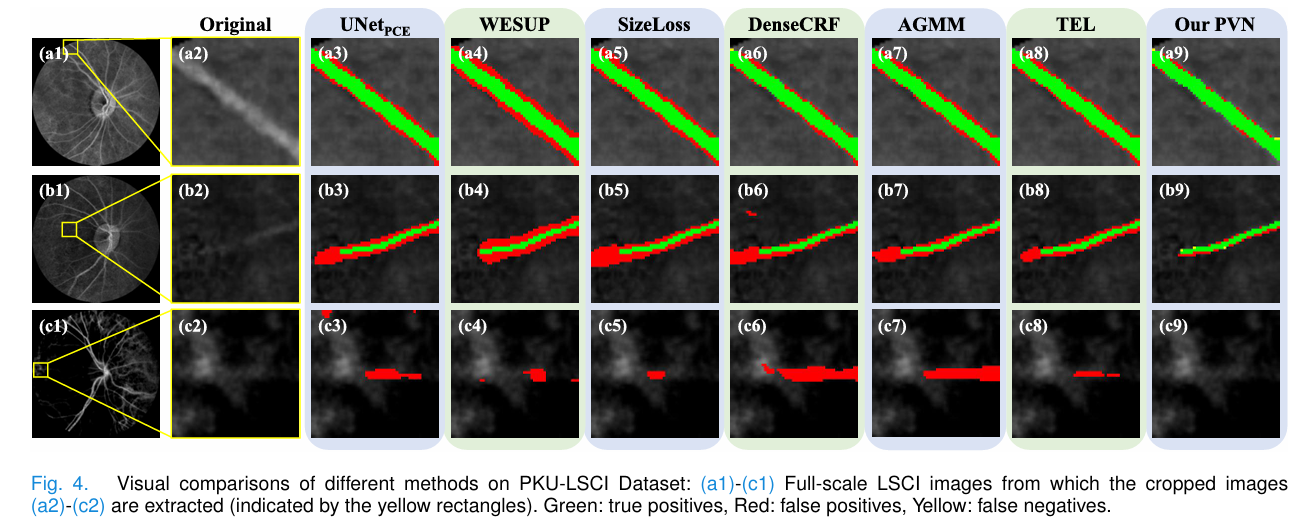 Original UNetPCE WESUP SizeLoss DenseCRF AGMM TEL Our PVN
(a1) (a2) (a3) (a4) (a5) (a6) (a7) (a8) (a9)
(b1) (b2) (b3) (b4) (b5) (b6) (b7) (b8) (b9)
(c1) (c2) (c3) (c4) (c5) (c6) (c7) (c8) (c9)
Fig. 4. Visual comparisons of different methods on PKU-LSCI Dataset: (a1)-(c1) Full-scale LSCI images from which the cropped images
(a2)-(c2) are extracted (indicated by the yellow rectangles). Green: true positives, Red: false positives, Yellow: false negatives.